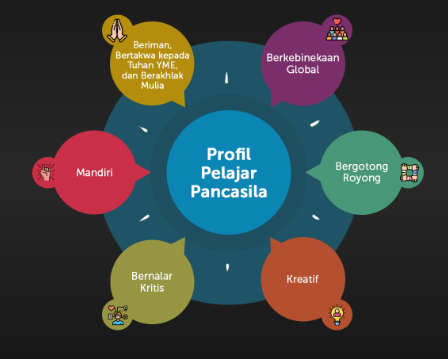 Beriman,
Bertakwa kepada
Tuhan YME,
dan Berakhlak
Mulia
Berkebinekaan
Global
Profil
Pelajar
Pancasila
Mandiri
Bergotong
Royong
Bernalar
Kritis
Kreatif